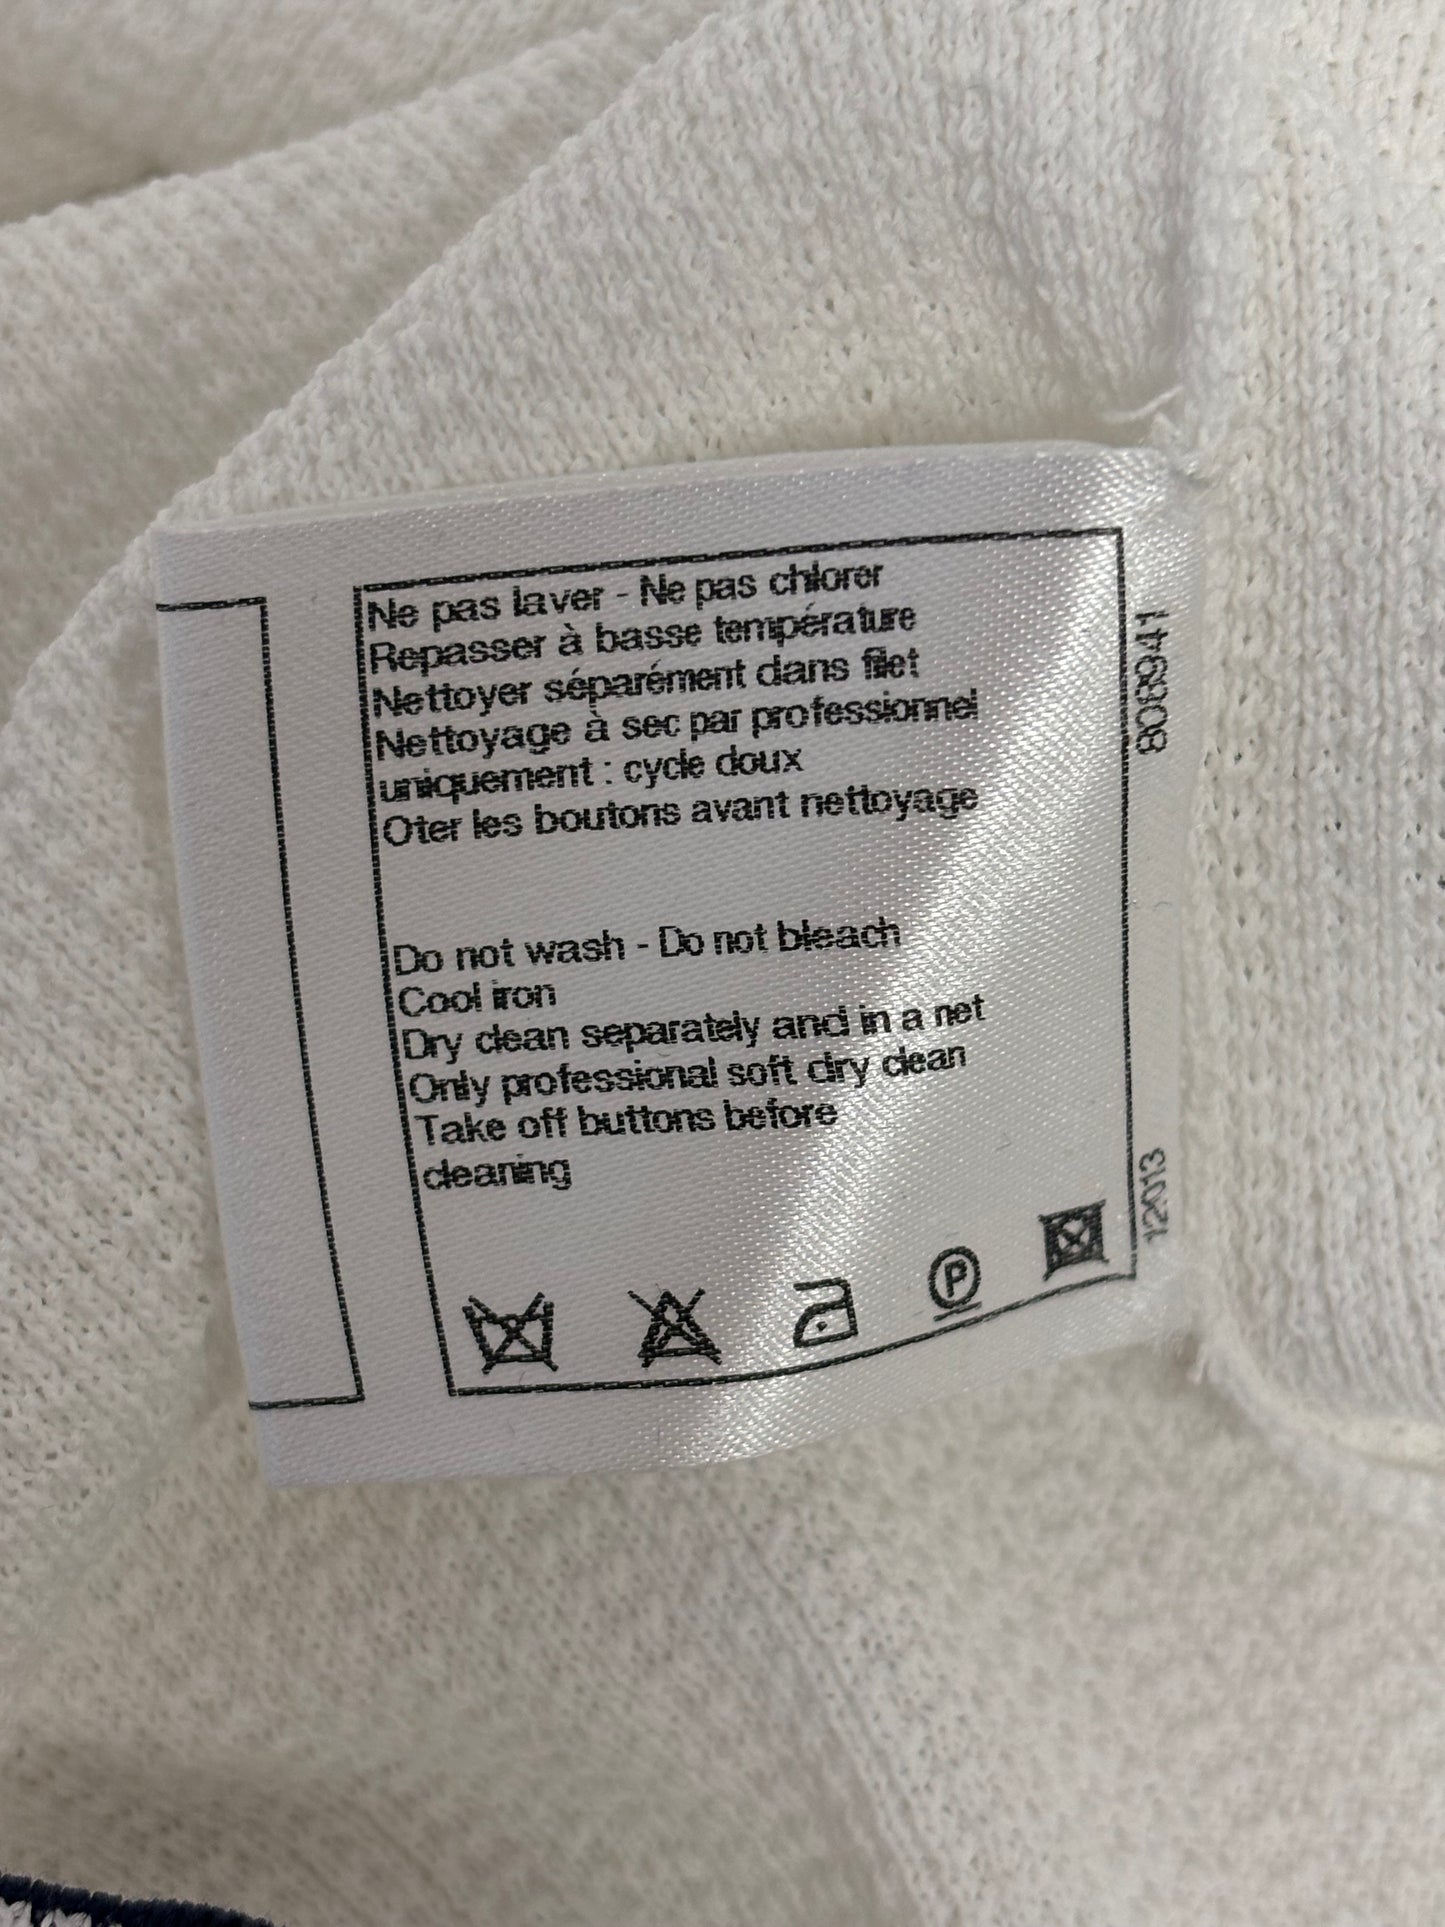 Ne pas laver - Ne pas chlorer
Repasser à basse température
Nettoyer séparément dans filet
Nettoyage à sec par professionnel
uniquement : cycle doux
Oter les boutons avant nettoyage
Do not wash - Do not bleach
Cool iron
Dry clean separately and in a net
Only professional soft dry clean
Take off buttons before
cleaning
P
808941
12013